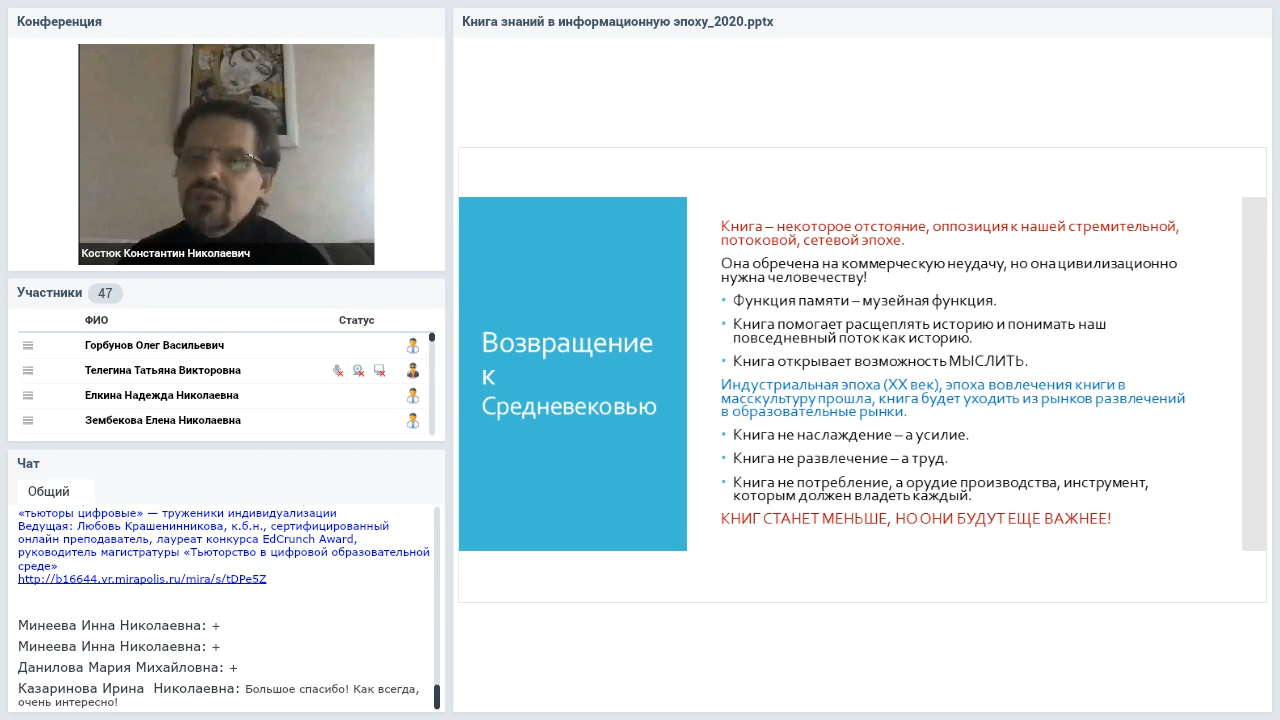 Конференция
Костюк Константин Николаевич
Участники 47
ФИО Статус
Горбунов Олег Васильевич
Телегина Татьяна Викторовна
Елкина Надежда Николаевна
Зембекова Елена Николаевна
Чат
Общий
«тьюторы цифровые» — труженики индивидуализации
Ведущая: Любовь Крашенинникова, к.б.н., сертифицированный
онлайн преподаватель, лауреат конкурса EdCrunch Award,
руководитель магистратуры «Тьюторство в цифровой образовательной
среде»
http://b16644.vr.mirapolis.ru/mira/s/tDPe5Z
Минеева Инна Николаевна: +
Минеева Инна Николаевна: +
Данилова Мария Михайловна: +
Казаринова Ирина Николаевна: Большое спасибо! Как всегда,
очень интересно!
Книга знаний в информационную эпоху_2020.pptx
Возвращение
к
Средневековью
Книга – некоторое отстояние, оппозиция к нашей стремительной,
потоковой, сетевой эпохе.
Она обречена на коммерческую неудачу, но она цивилизационно
нужна человечеству!
• Функция памяти – музейная функция.
• Книга помогает расщеплять историю и понимать наш
повседневный поток как историю.
• Книга открывает возможность МЫСЛИТЬ.
Индустриальная эпоха (XX век), эпоха вовлечения книги в
масскультуру прошла, книга будет уходить из рынков развлечений
в образовательные рынки.
• Книга не наслаждение – а усилие.
• Книга не развлечение – а труд.
• Книга не потребление, а орудие производства, инструмент,
которым должен владеть каждый.
КНИГ СТАНЕТ МЕНЬШЕ, НО ОНИ БУДУТ ЕЩЕ ВАЖНЕЕ!